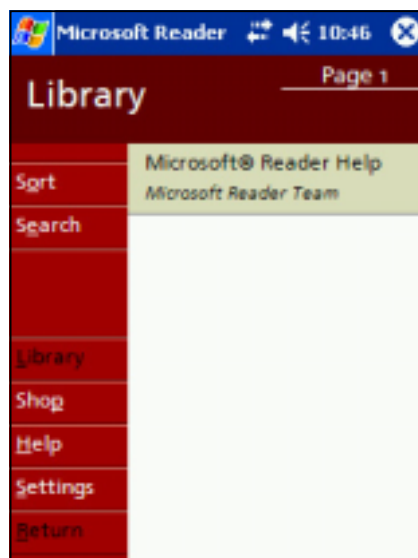 Microsoft Reader 10:46
Page 1
Library
Microsoft® Reader Help
Microsoft Reader Team
Sort
Search
Library
Shop
Help
Settings
Return